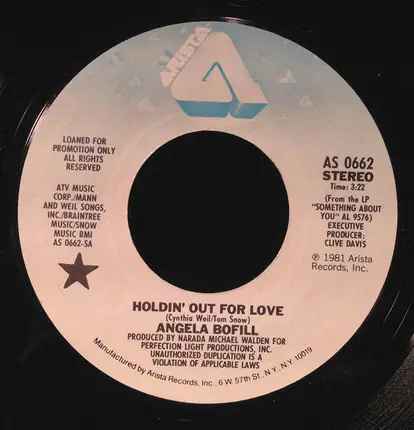 ARISTA
LOANED FOR
PROMOTION ONLY
ALL RIGHTS
RESERVED
ATV MUSIC
CORP./MANN
AND WEIL SONGS,
INC./BRAINTREE
MUSIC/SNOW
MUSIC BMI
AS 0662-SA
AS 0662
STEREO
Time: 3:22
(From the LP
"SOMETHING ABOUT
YOU" AL 9576)
EXECUTIVE
PRODUCER:
CLIVE DAVIS
℗ 1981 Arista
Records, Inc.
HOLDIN' OUT FOR LOVE
(Cynthia Weil/Tom Snow)
ANGELA BOFILL
PRODUCED BY NARADA MICHAEL WALDEN FOR
PERFECTION LIGHT PRODUCTIONS, INC.
UNAUTHORIZED DUPLICATION IS A
VIOLATION OF APPLICABLE LAWS
Manufactured by Arista Records, Inc., 6 W. 57th St., N.Y., N.Y. 10019